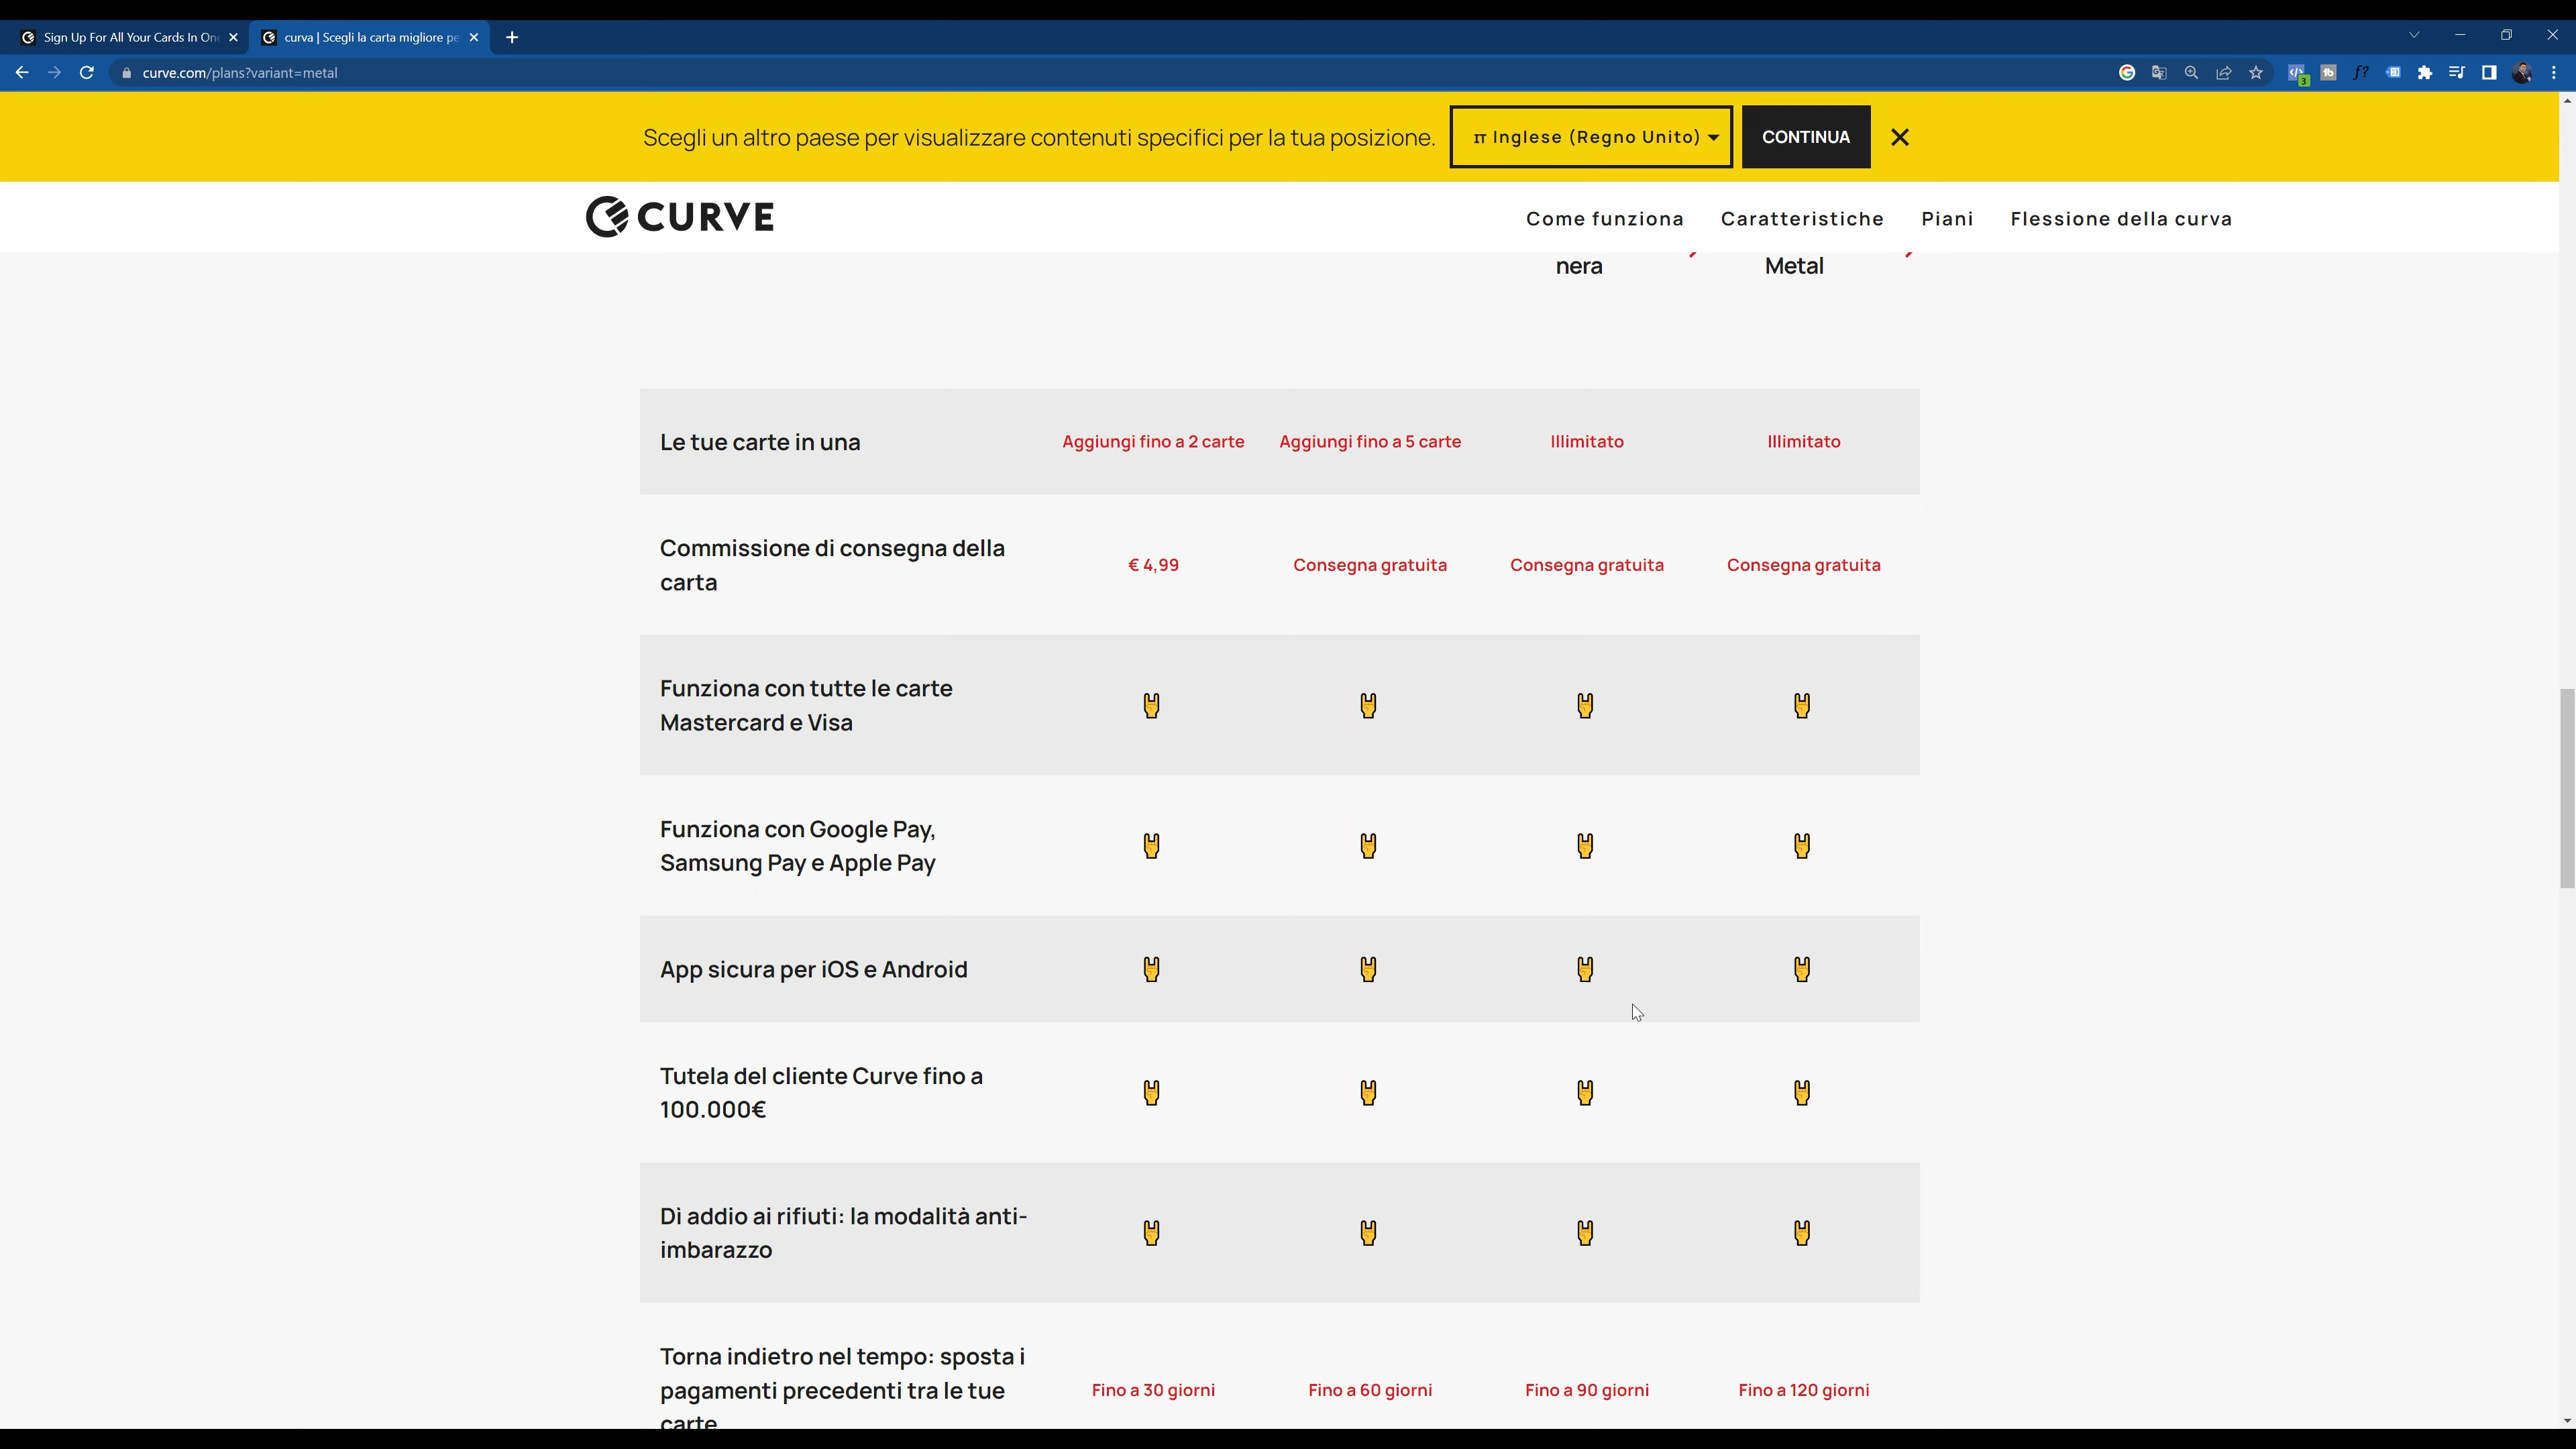 Sign Up For All Your Cards In On
curva | Scegli la carta migliore pe
curve.com/plans?variant=metal
Scegli un altro paese per visualizzare contenuti specifici per la tua posizione.
π Inglese (Regno Unito)
CONTINUA
CURVE
Come funziona
Caratteristiche
Piani
Flessione della curva
nera
Metal
Le tue carte in una
Aggiungi fino a 2 carte
Aggiungi fino a 5 carte
Illimitato
Illimitato
Commissione di consegna della
carta
€ 4,99
Consegna gratuita
Consegna gratuita
Consegna gratuita
Funziona con tutte le carte
Mastercard e Visa
Funziona con Google Pay,
Samsung Pay e Apple Pay
App sicura per iOS e Android
Tutela del cliente Curve fino a
100.000€
Dì addio ai rifiuti: la modalità anti-
imbarazzo
Torna indietro nel tempo: sposta i
pagamenti precedenti tra le tue
carte
Fino a 30 giorni
Fino a 60 giorni
Fino a 90 giorni
Fino a 120 giorni